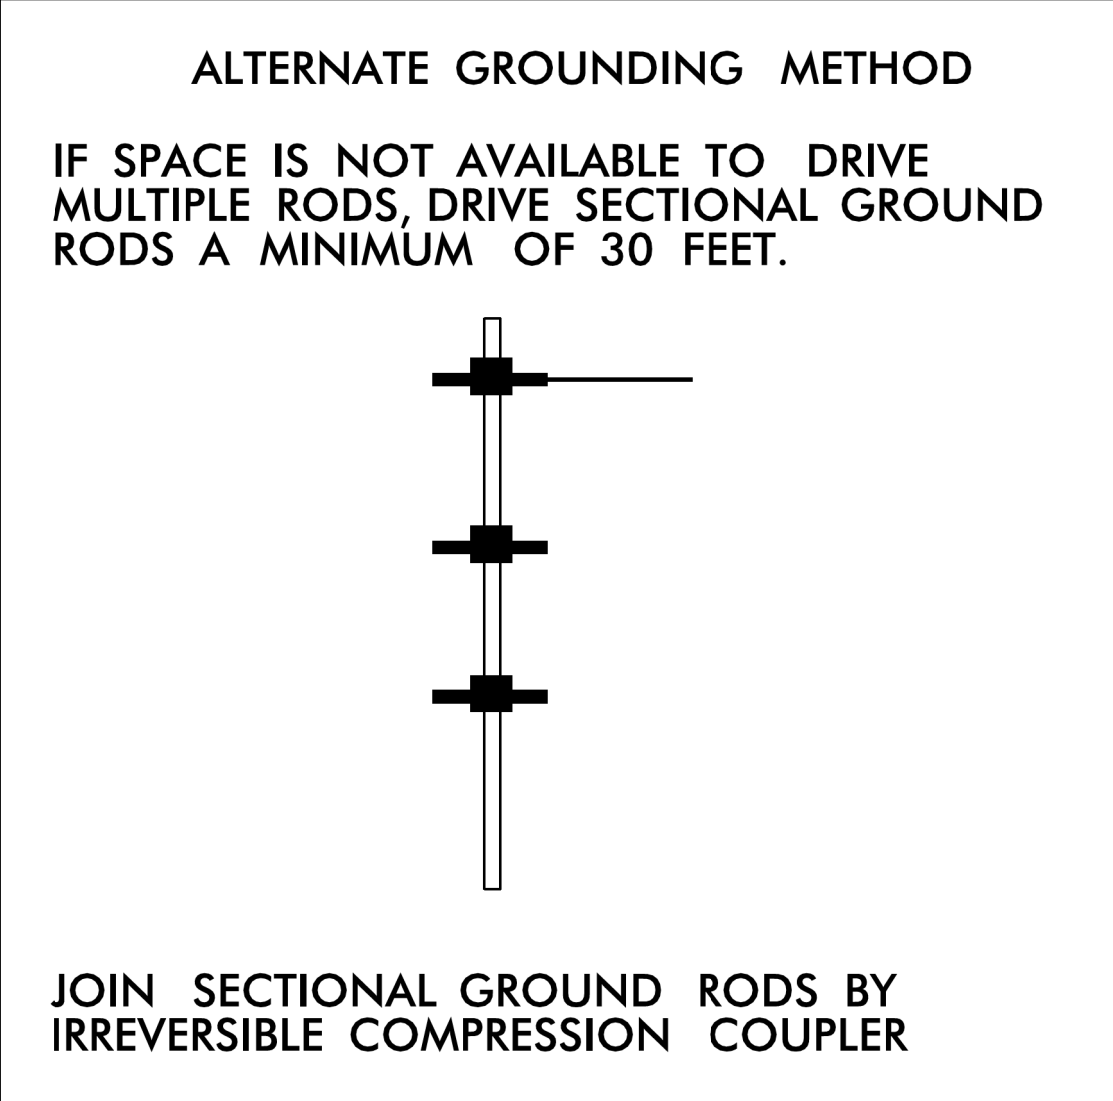 ALTERNATE GROUNDING METHOD
IF SPACE IS NOT AVAILABLE TO DRIVE
MULTIPLE RODS, DRIVE SECTIONAL GROUND
RODS A MINIMUM OF 30 FEET.
JOIN SECTIONAL GROUND RODS BY
IRREVERSIBLE COMPRESSION COUPLER